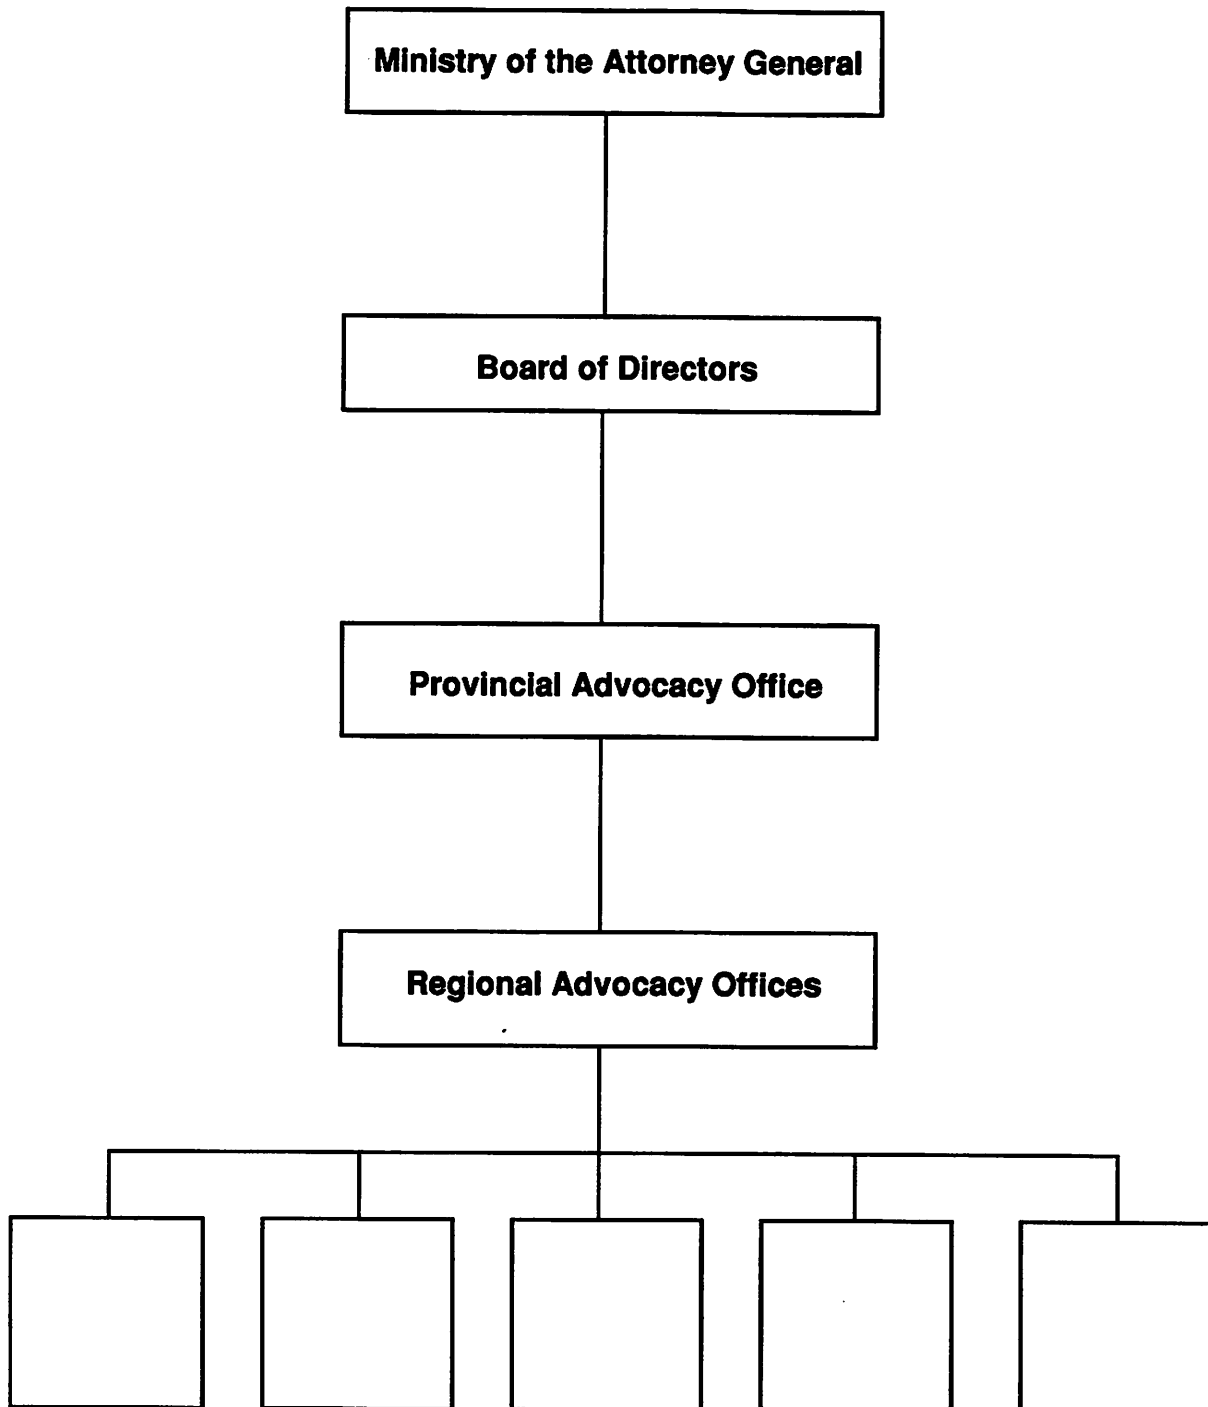 Ministry of the Attorney General
Board of Directors
Provincial Advocacy Office
Regional Advocacy Offices